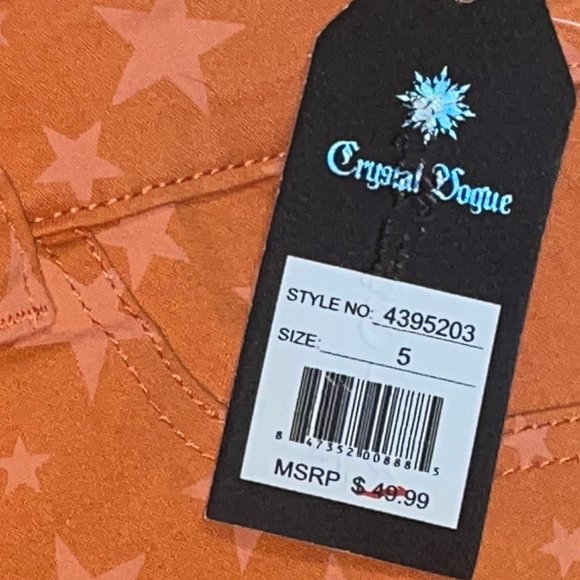 Crystal Vogue
STYLE NO: 4395203
SIZE: 5
8 47352 00888 5
MSRP $ 49.99